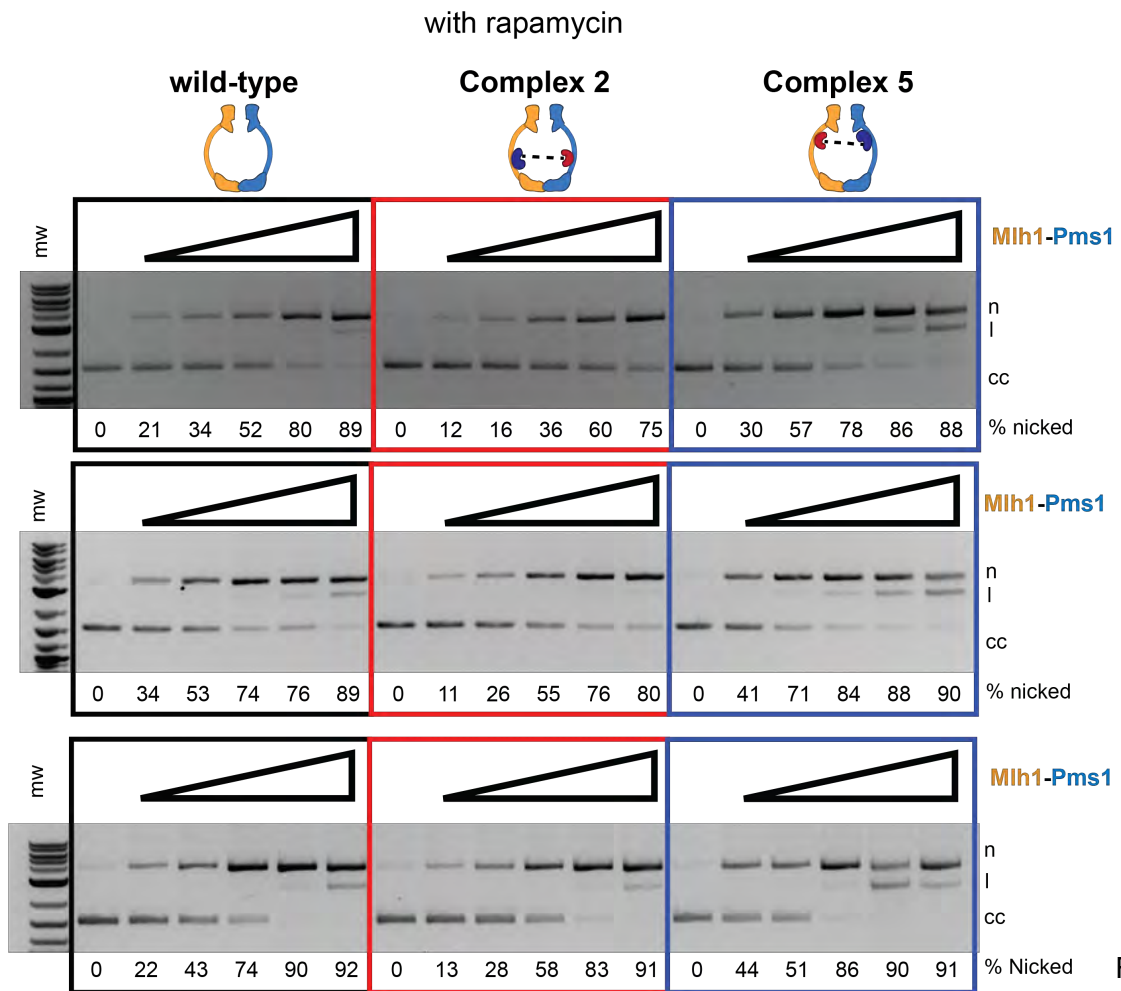 with rapamycin
wild-type Complex 2 Complex 5
mw Mlh1-Pms1
n
l
cc
0 21 34 52 80 89 0 12 16 36 60 75 0 30 57 78 86 88 % nicked
mw Mlh1-Pms1
n
l
cc
0 34 53 74 76 89 0 11 26 55 76 80 0 41 71 84 88 90 % nicked
mw Mlh1-Pms1
n
l
cc
0 22 43 74 90 92 0 13 28 58 83 91 0 44 51 86 90 91 % Nicked